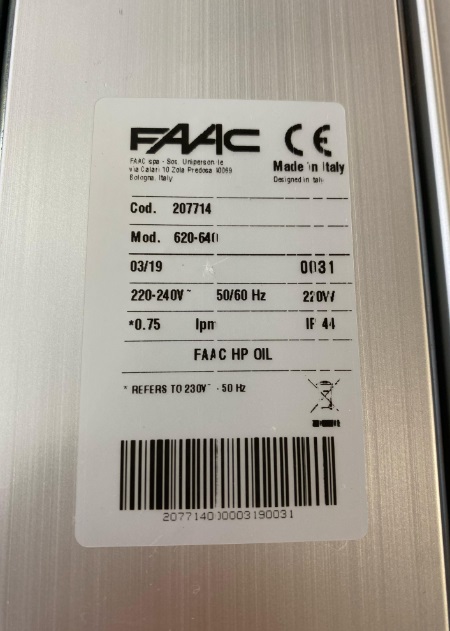 FAAC CE
FAAC spa - Soc. Unipersonale
via Calari 10 Zola Predosa
Bologna, Italy
Made in Italy
Designed in Italy
Cod. 207714
Mod. 620-640
03/19 0031
220-240V~ 50/60 Hz 220W
*0.75 lpm IP 44
FAAC HP OIL
* REFERS TO 230V~ - 50 Hz